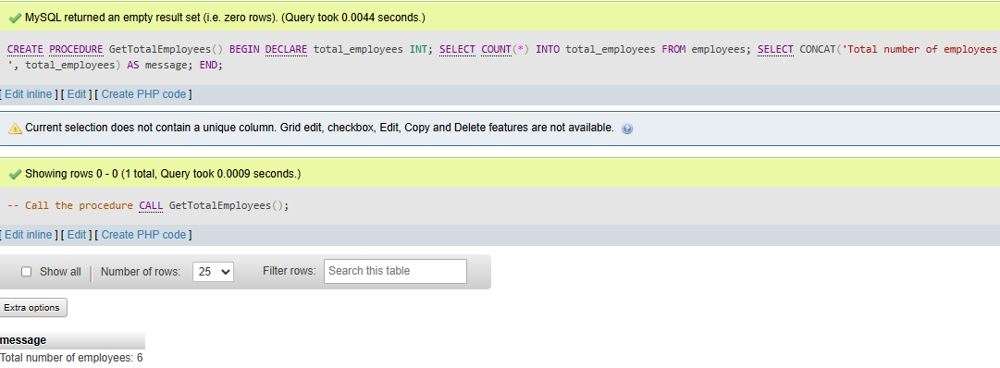 MySQL returned an empty result set (i.e. zero rows). (Query took 0.0044 seconds.)
CREATE PROCEDURE GetTotalEmployees() BEGIN DECLARE total_employees INT; SELECT COUNT(*) INTO total_employees FROM employees; SELECT CONCAT('Total number of employees
', total_employees) AS message; END;
[ Edit inline ] [ Edit ] [ Create PHP code ]
Current selection does not contain a unique column. Grid edit, checkbox, Edit, Copy and Delete features are not available.
Showing rows 0 - 0 (1 total, Query took 0.0009 seconds.)
-- Call the procedure CALL GetTotalEmployees();
[ Edit inline ] [ Edit ] [ Create PHP code ]
Show all | Number of rows: 25 Filter rows: Search this table
Extra options
message
Total number of employees: 6